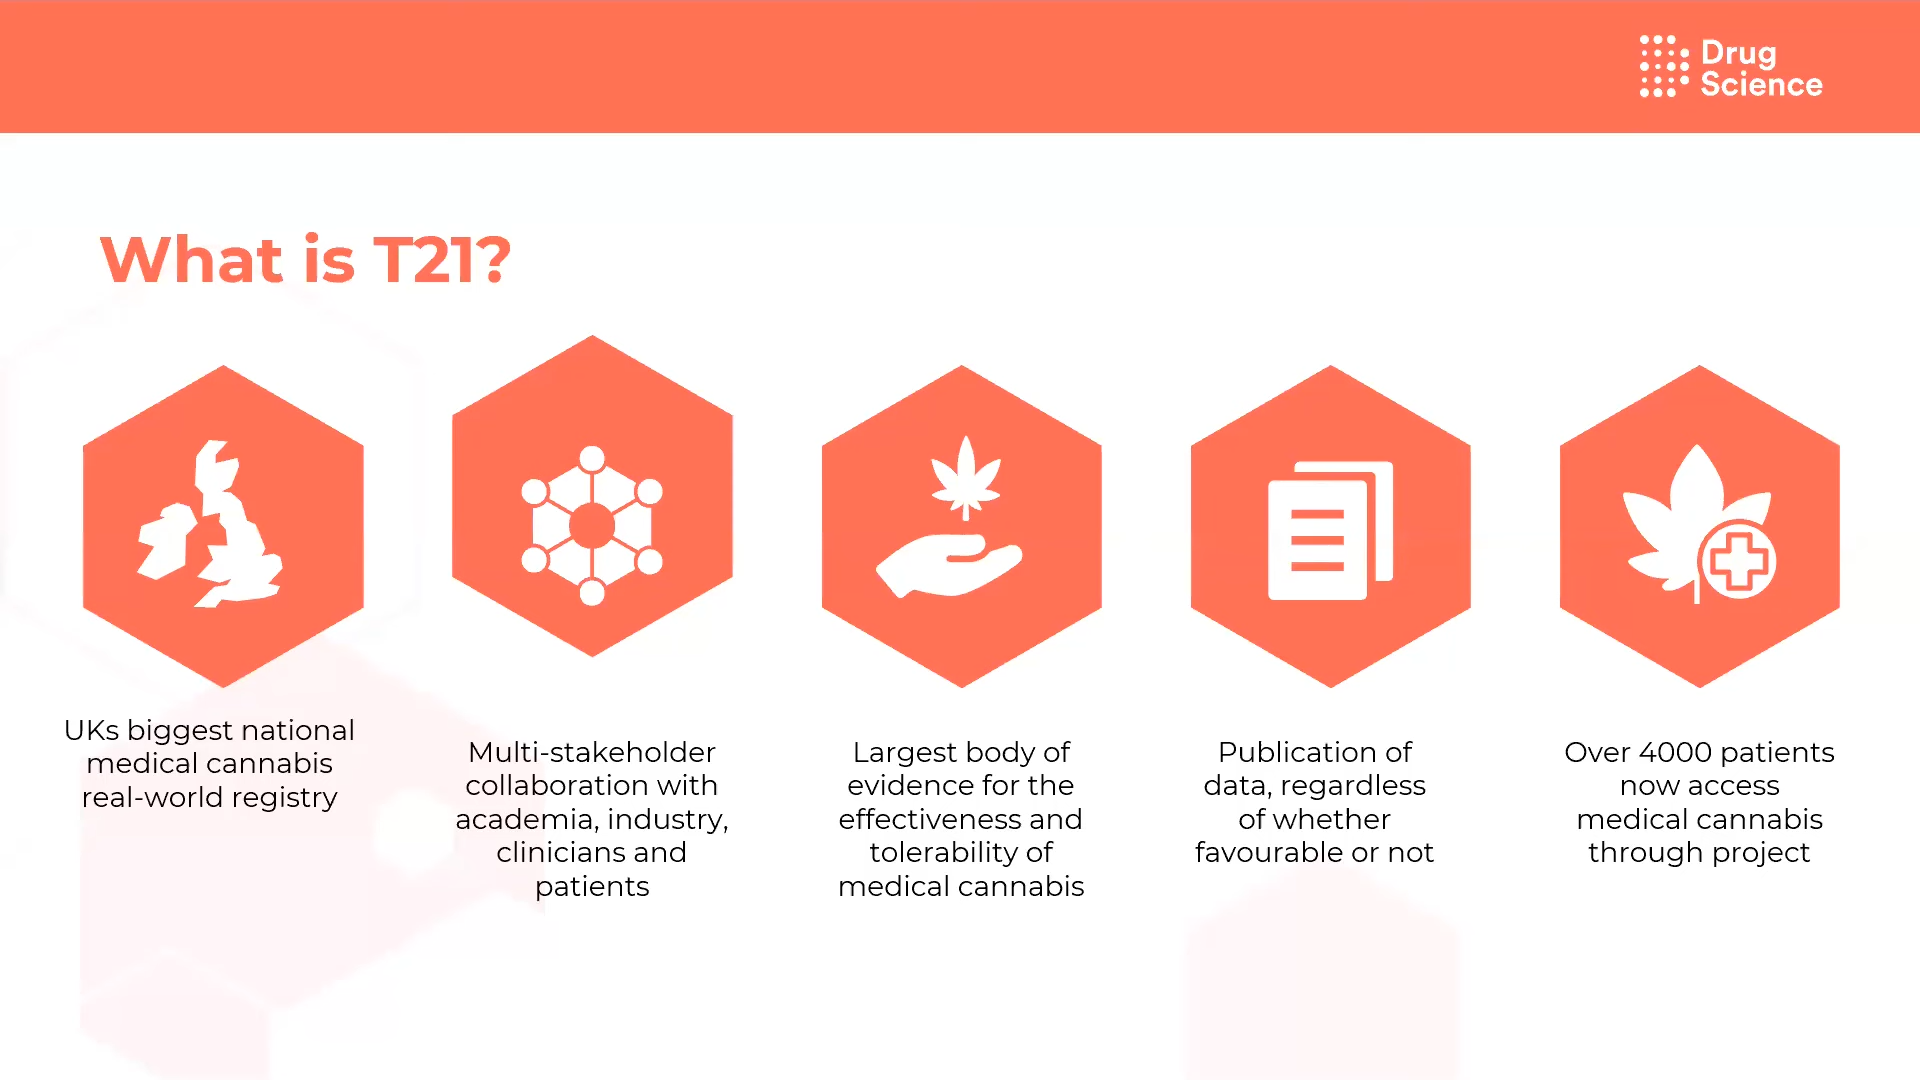 Drug
Science
What is T21?
UKs biggest national
medical cannabis
real-world registry
Multi-stakeholder
collaboration with
academia, industry,
clinicians and
patients
Largest body of
evidence for the
effectiveness and
tolerability of
medical cannabis
Publication of
data, regardless
of whether
favourable or not
Over 4000 patients
now access
medical cannabis
through project